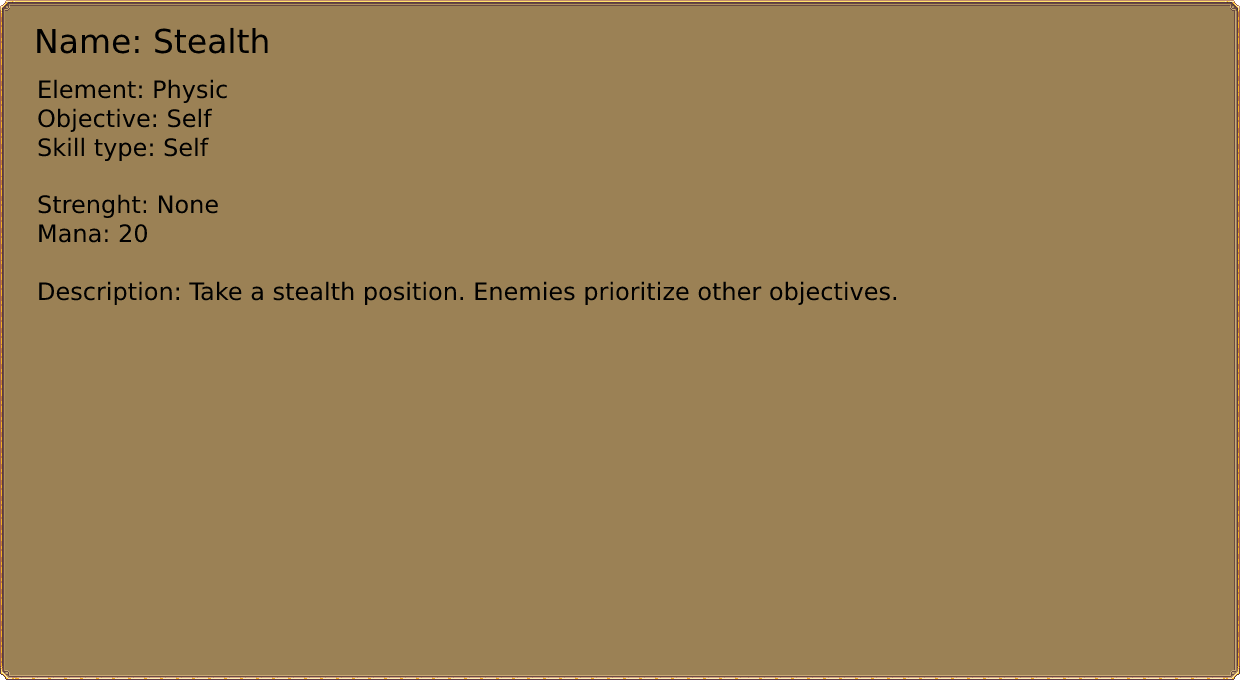 Name: Stealth
Element: Physic
Objective: Self
Skill type: Self
Strenght: None
Mana: 20
Description: Take a stealth position. Enemies prioritize other objectives.